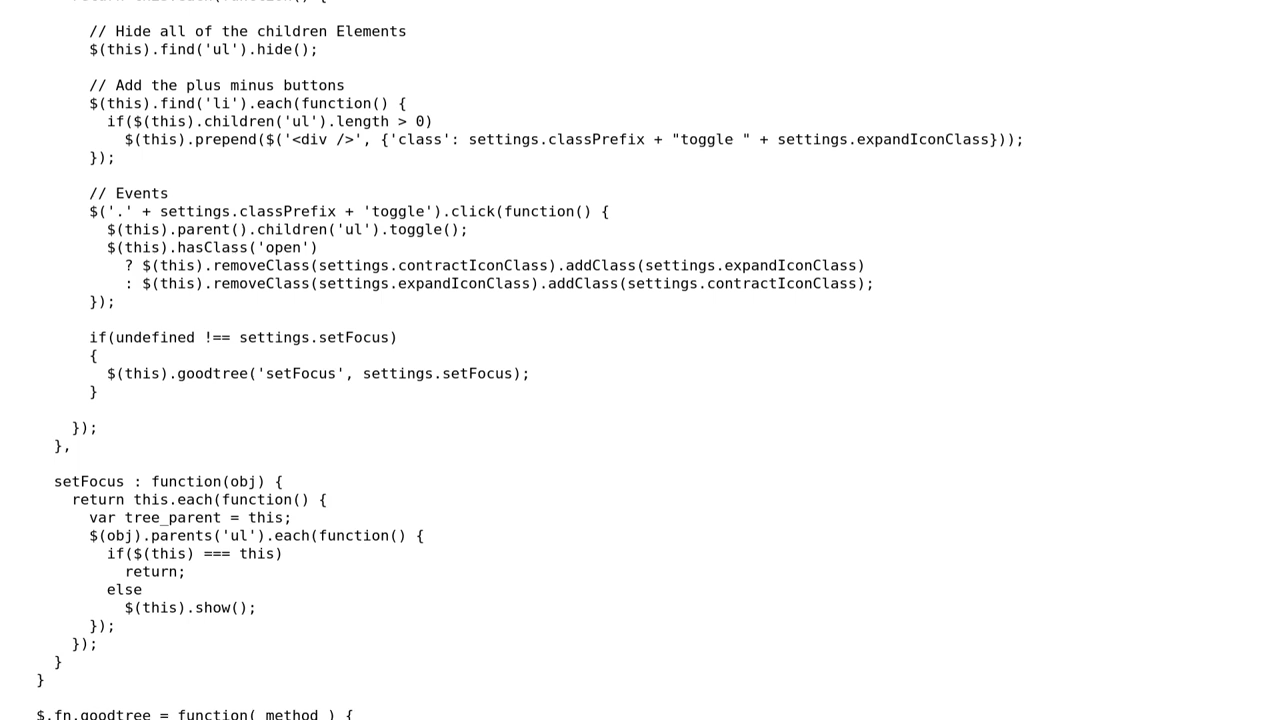 // Hide all of the children Elements
$(this).find('ul').hide();
// Add the plus minus buttons
$(this).find('li').each(function() {
if($(this).children('ul').length > 0)
$(this).prepend($('<div />', {'class': settings.classPrefix + "toggle " + settings.expandIconClass}));
});
// Events
$('.' + settings.classPrefix + 'toggle').click(function() {
$(this).parent().children('ul').toggle();
$(this).hasClass('open')
? $(this).removeClass(settings.contractIconClass).addClass(settings.expandIconClass)
: $(this).removeClass(settings.expandIconClass).addClass(settings.contractIconClass);
});
if(undefined !== settings.setFocus)
{
$(this).goodtree('setFocus', settings.setFocus);
}
});
},
setFocus : function(obj) {
return this.each(function() {
var tree_parent = this;
$(obj).parents('ul').each(function() {
if($(this) === this)
return;
else
$(this).show();
});
});
}
}
$.fn.goodtree = function( method ) {